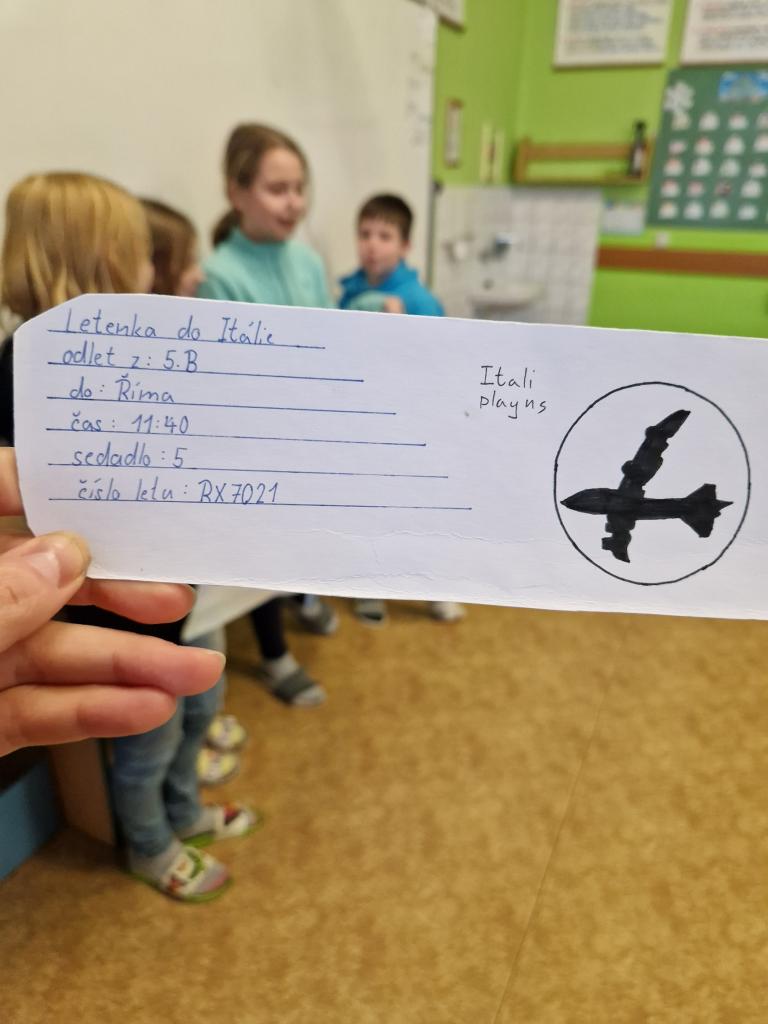 Letenka do Itálie
odlet z: 5.B
do: Říma
čas: 11:40
sedadlo: 5
číslo letu: RX7021
Itali
playns